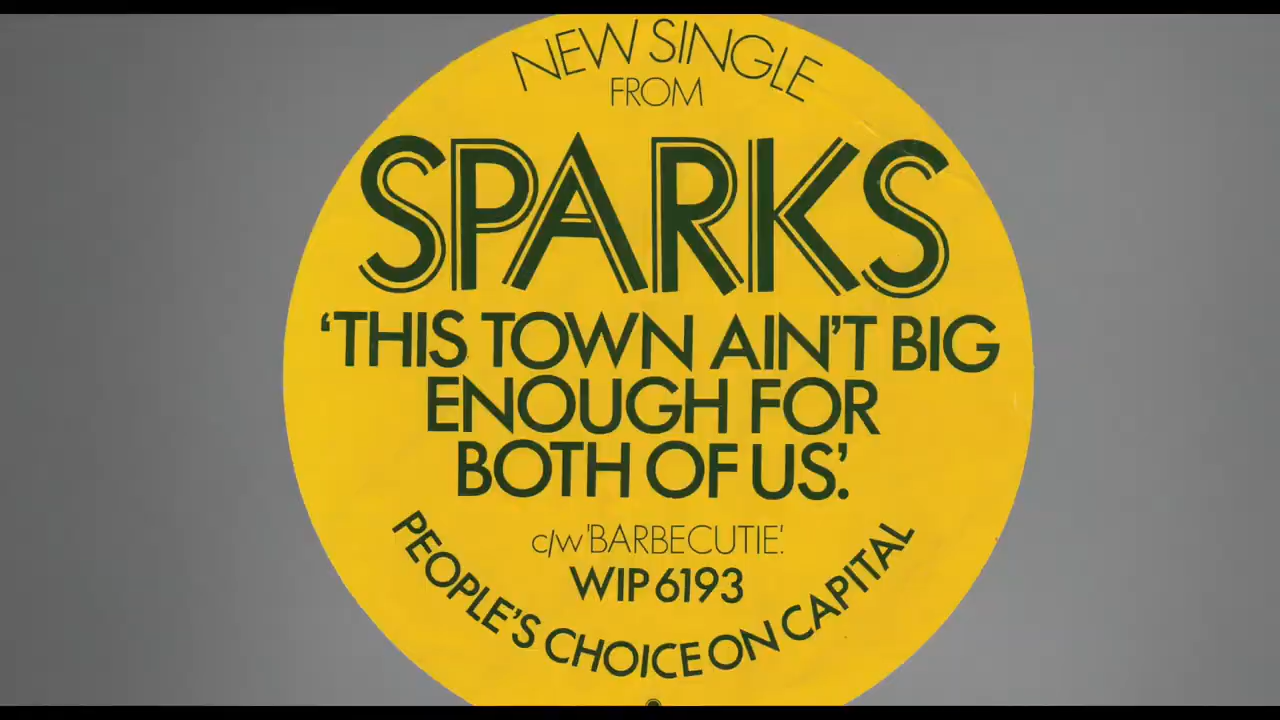 NEW SINGLE
FROM
SPARKS
‘THIS TOWN AIN’T BIG
ENOUGH FOR
BOTH OF US’.
c/w 'BARBECUTIE'.
WIP 6193
PEOPLE’S CHOICE ON CAPITAL